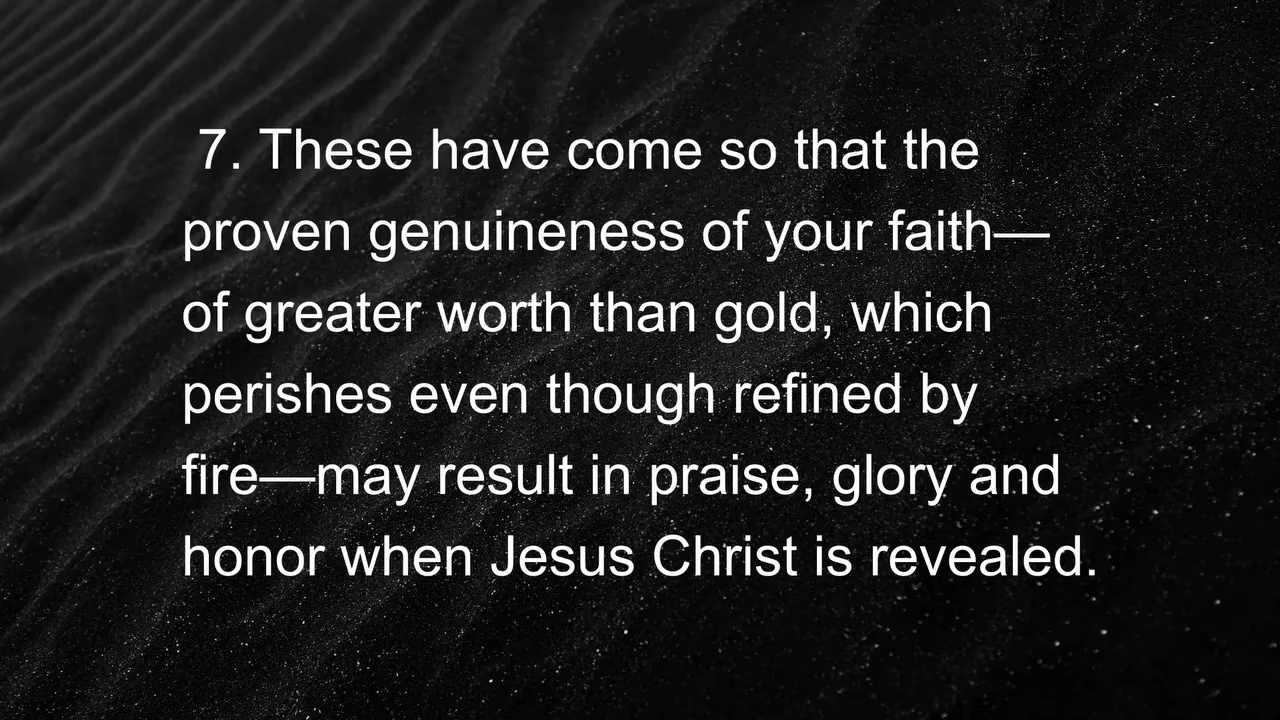 7. These have come so that the
proven genuineness of your faith—
of greater worth than gold, which
perishes even though refined by
fire—may result in praise, glory and
honor when Jesus Christ is revealed.